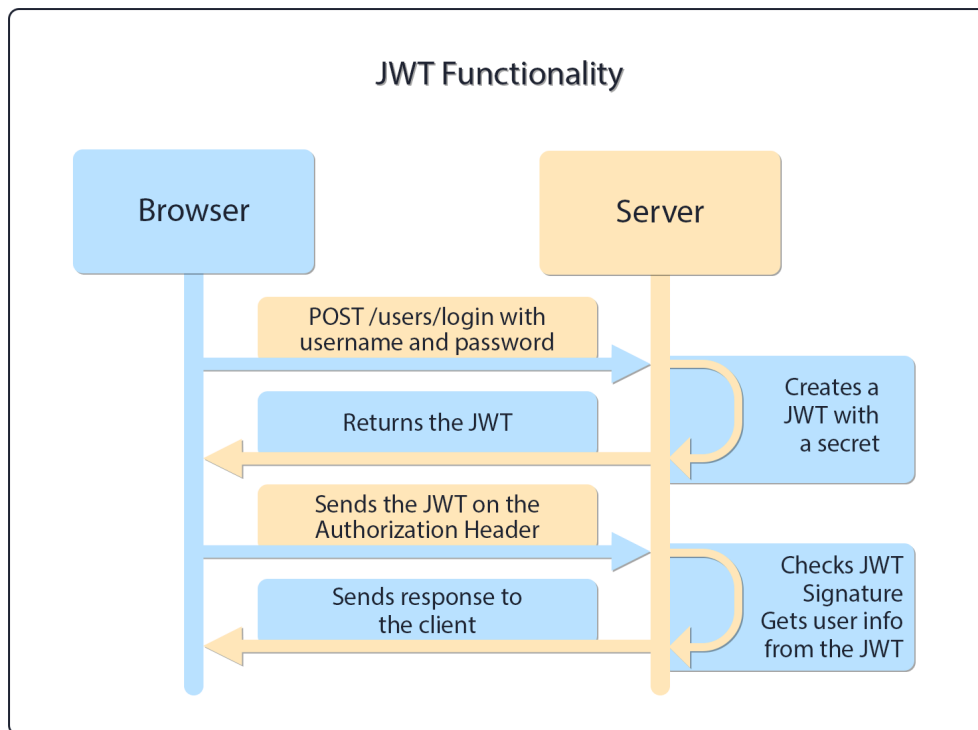 JWT Functionality
Browser
Server
POST /users/login with
username and password
Creates a
JWT with
a secret
Returns the JWT
Sends the JWT on the
Authorization Header
Checks JWT
Signature
Gets user info
from the JWT
Sends response to
the client